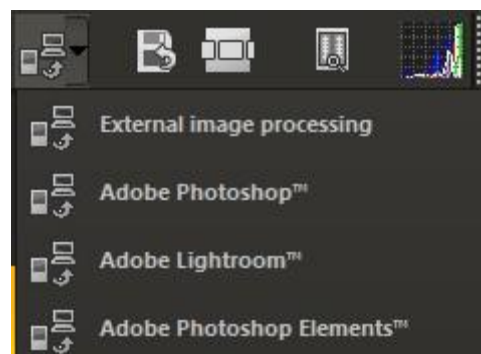 External image processing
Adobe Photoshop™
Adobe Lightroom™
Adobe Photoshop Elements™